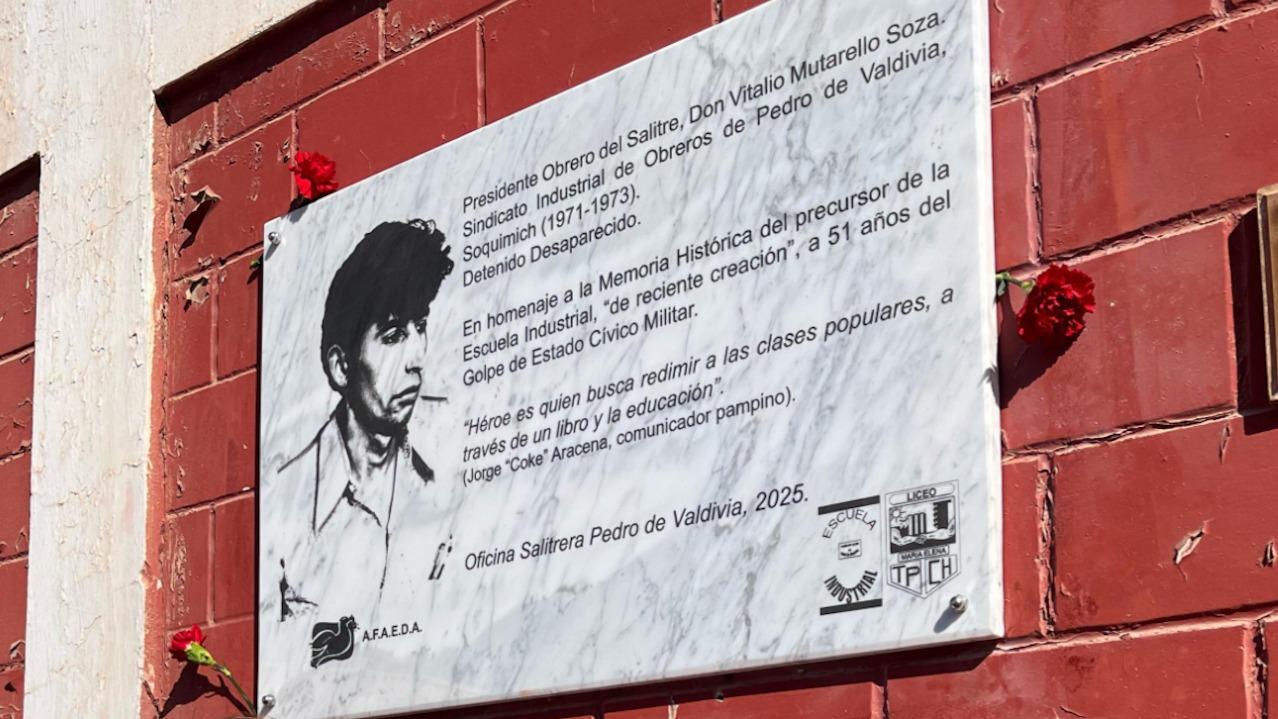 Presidente Obrero del Salitre, Don Vitalio Mutarello Soza.
Sindicato Industrial de Obreros de Pedro de Valdivia,
Soquimich (1971-1973).
Detenido Desaparecido.
En homenaje a la Memoria Histórica del precursor de la
Escuela Industrial, “de reciente creación”, a 51 años del
Golpe de Estado Cívico Militar.
“Héroe es quien busca redimir a las clases populares, a
través de un libro y la educación”.
(Jorge “Coke” Aracena, comunicador pampino).
Oficina Salitrera Pedro de Valdivia, 2025.
A.F.A.E.D.A.
ESCUELA
INDUSTRIAL
LICEO
MARIA ELENA
TP CH